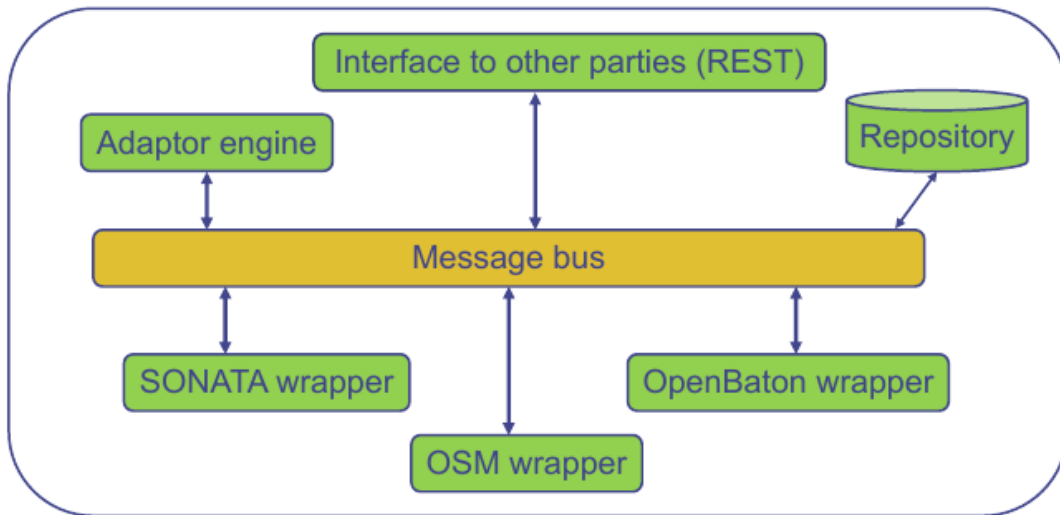 Interface to other parties (REST)
Adaptor engine
Repository
Message bus
SONATA wrapper
OpenBaton wrapper
OSM wrapper